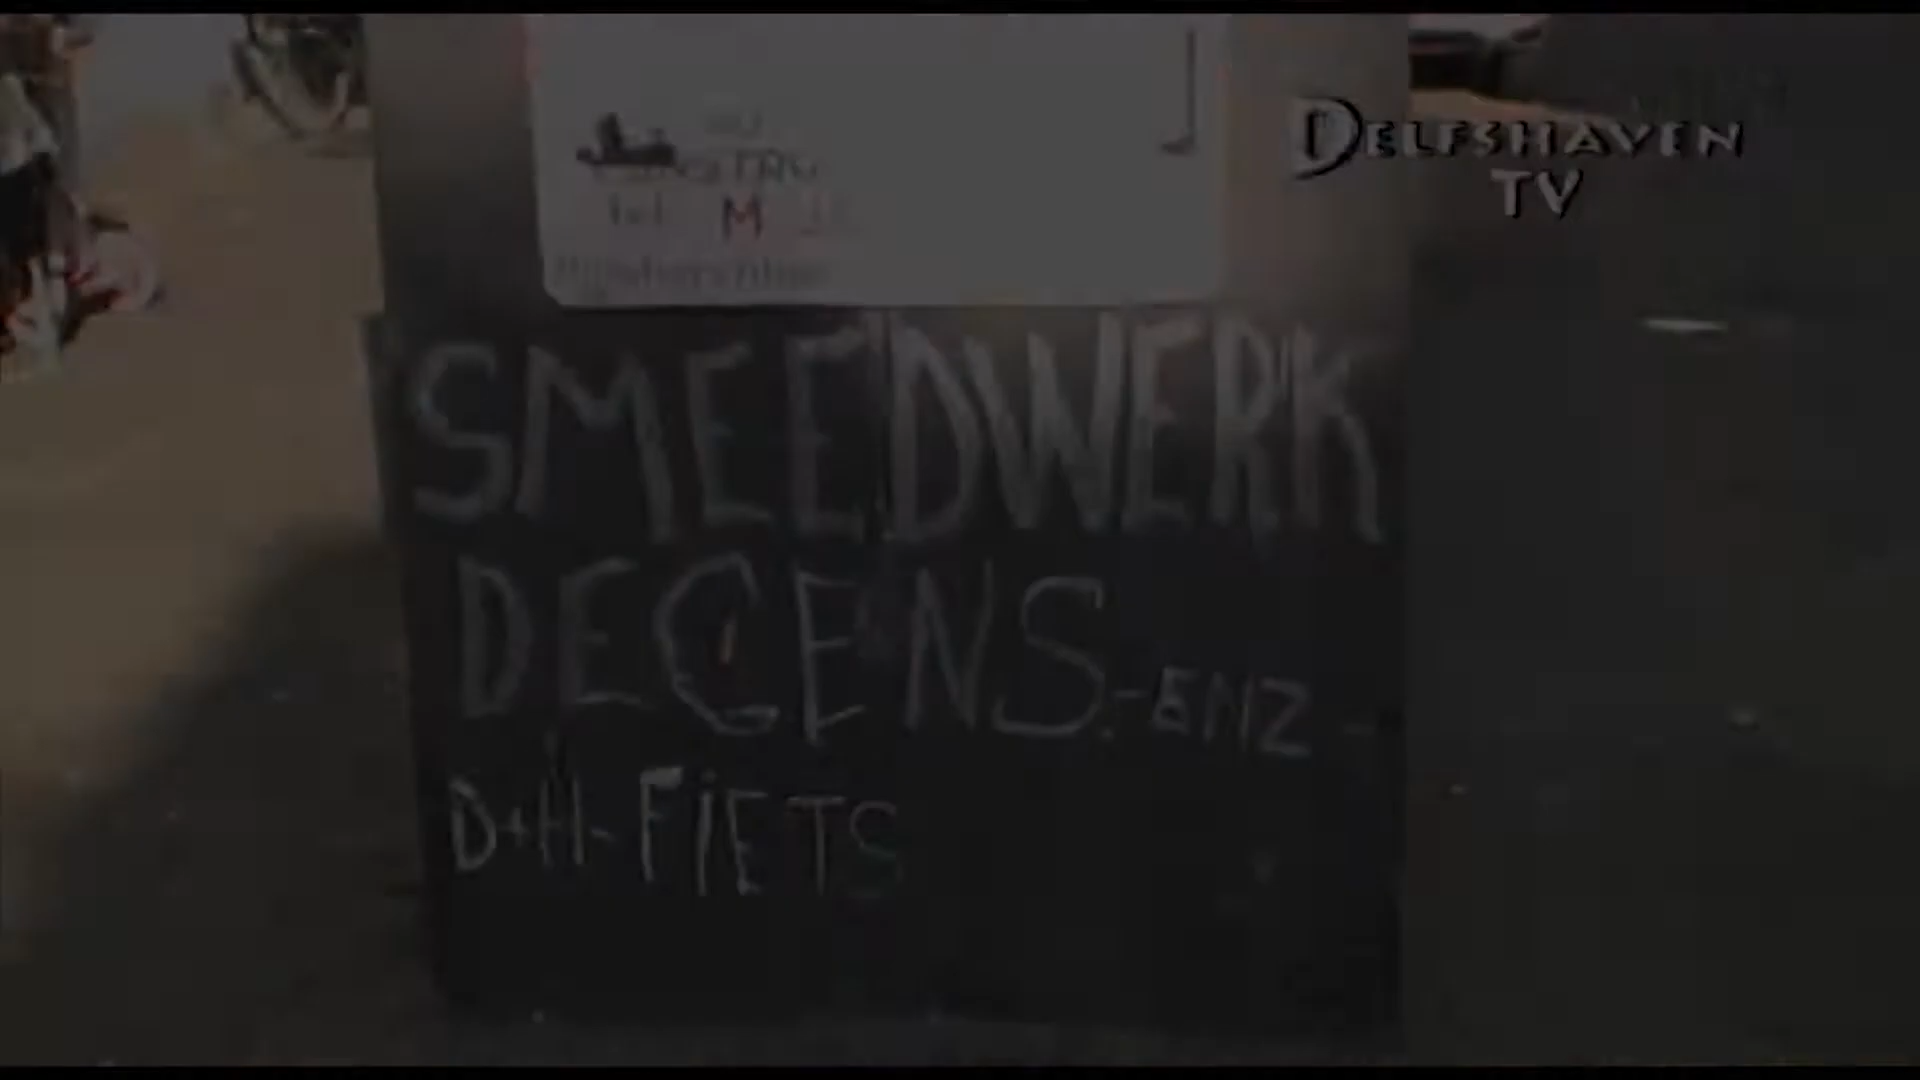 DELFSHAVEN
TV
M
SMEEDWERK
DEGENS.-ENZ-
D+H-FiETS